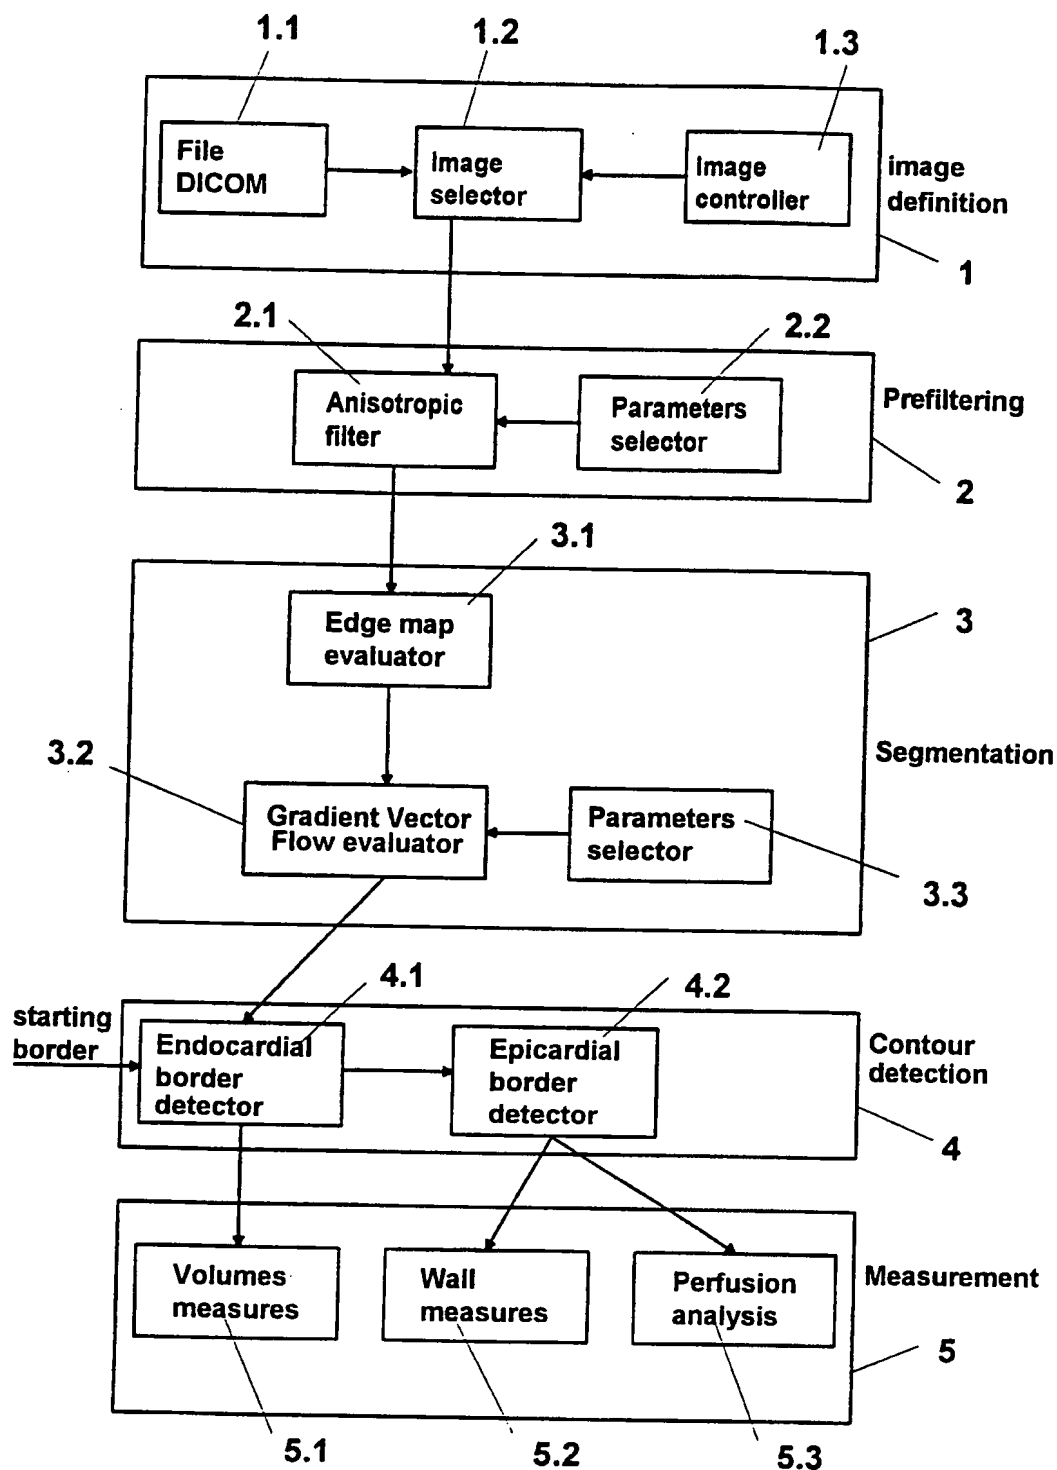 1.1
1.2
1.3
File
DICOM
Image
selector
Image
controller
image
definition
1
2.1
2.2
Anisotropic
filter
Parameters
selector
Prefiltering
2
3.1
Edge map
evaluator
3
3.2
Segmentation
Gradient Vector
Flow evaluator
Parameters
selector
3.3
4.1
4.2
starting
border
Endocardial
border
detector
Epicardial
border
detector
Contour
detection
4
Volumes
measures
Wall
measures
Perfusion
analysis
Measurement
5
5.1
5.2
5.3